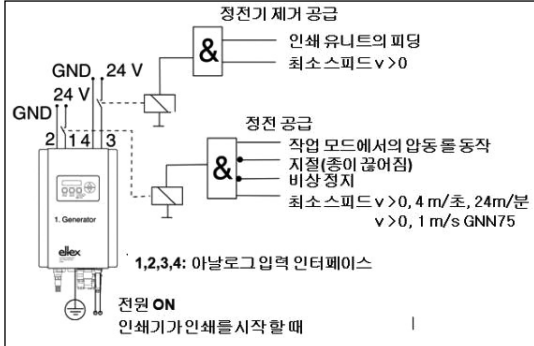 정전기 제거 공급
인쇄 유니트의 피딩
최소 스피드 v >0
&
GND 24 V
24 V
GND
2 1 4 3
정전 공급
작업 모드에서의 압동 롤 동작
지절(종이 끊어짐)
비상 정지
최소 스피드 v >0, 4 m/초, 24m/분
v >0, 1 m/s GNN75
&
1. Generator
eltex
1,2,3,4: 아날로그 입력 인터페이스
전원 ON
인쇄기가 인쇄를 시작 할 때